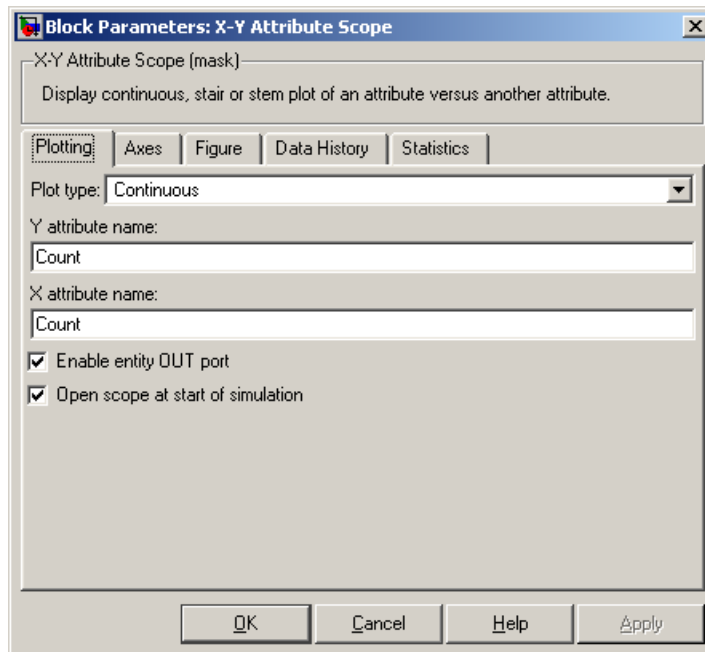 Block Parameters: X-Y Attribute Scope
X-Y Attribute Scope (mask)
Display continuous, stair or stem plot of an attribute versus another attribute.
Plotting Axes Figure Data History Statistics
Plot type: Continuous
Y attribute name:
Count
X attribute name:
Count
Enable entity OUT port
Open scope at start of simulation
OK Cancel Help Apply